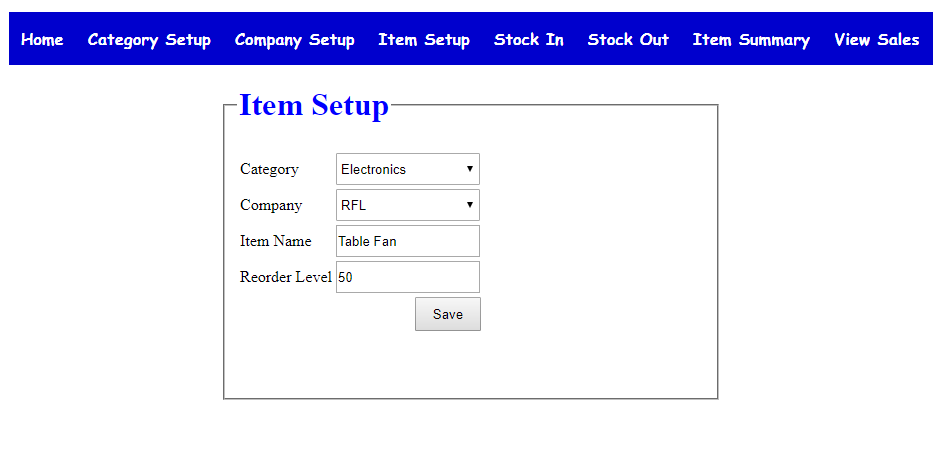 Home Category Setup Company Setup Item Setup Stock In Stock Out Item Summary View Sales
Item Setup
Category Electronics
Company RFL
Item Name Table Fan
Reorder Level 50
Save